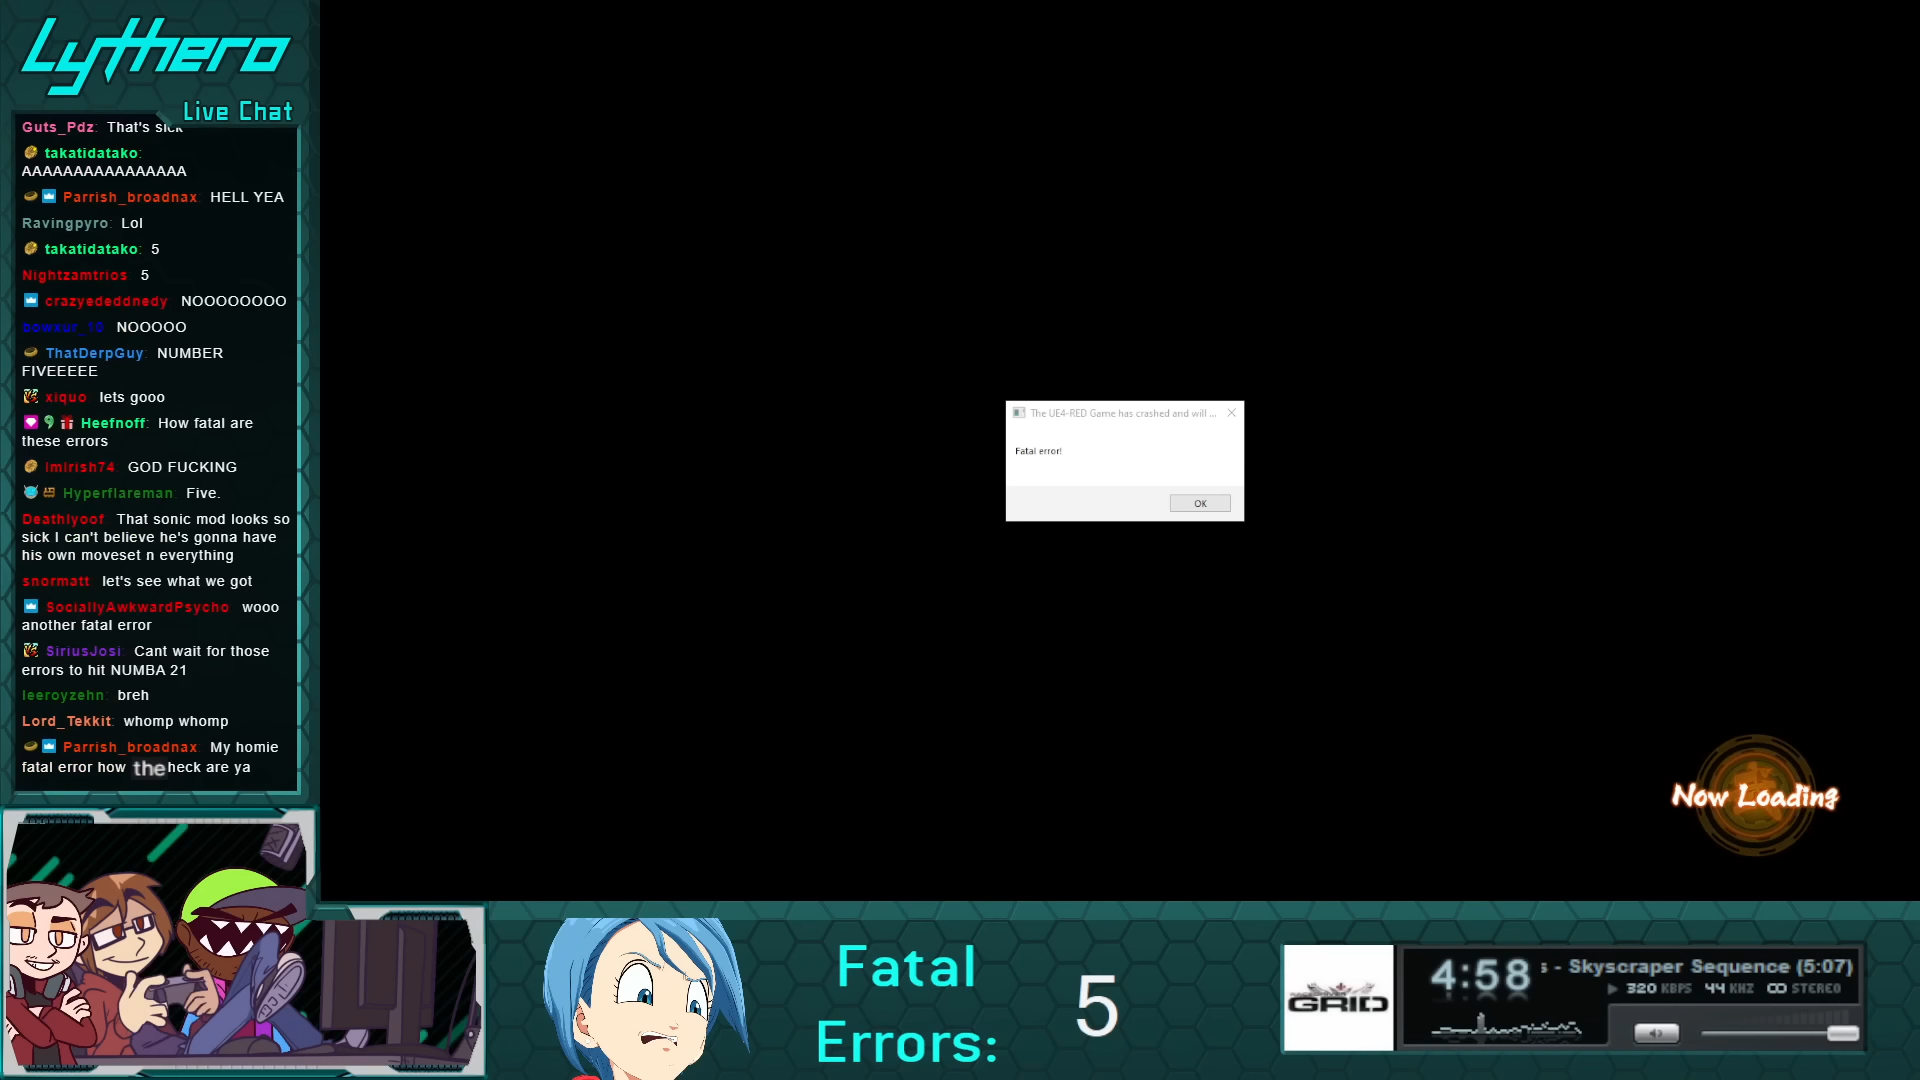 Lythero
Live Chat
Guts_Pdz: That's sick
takatidatako:
AAAAAAAAAAAAAAAA
Parrish_broadnax: HELL YEA
Ravingpyro: Lol
takatidatako: 5
Nightzamtrios: 5
crazyededdnedy: NOOOOOOOO
bowxur_10: NOOOOO
ThatDerpGuy: NUMBER
FIVEEEEE
xiquo: lets gooo
Heefnoff: How fatal are
these errors
ImIrish74: GOD FUCKING
Hyperflareman: Five.
Deathlyoof: That sonic mod looks so
sick I can't believe he's gonna have
his own moveset n everything
snormatt: let's see what we got
SociallyAwkwardPsycho: wooo
another fatal error
SiriusJosi: Cant wait for those
errors to hit NUMBA 21
leeroyzehn: breh
Lord_Tekkit: whomp whomp
Parrish_broadnax: My homie
fatal error how the heck are ya
The UE4-RED Game has crashed and will ...
Fatal error!
OK
Now Loading
Fatal
Errors:
5
GRID
4:58
s - Skyscraper Sequence (5:07)
320 KBPS 44 KHZ STEREO